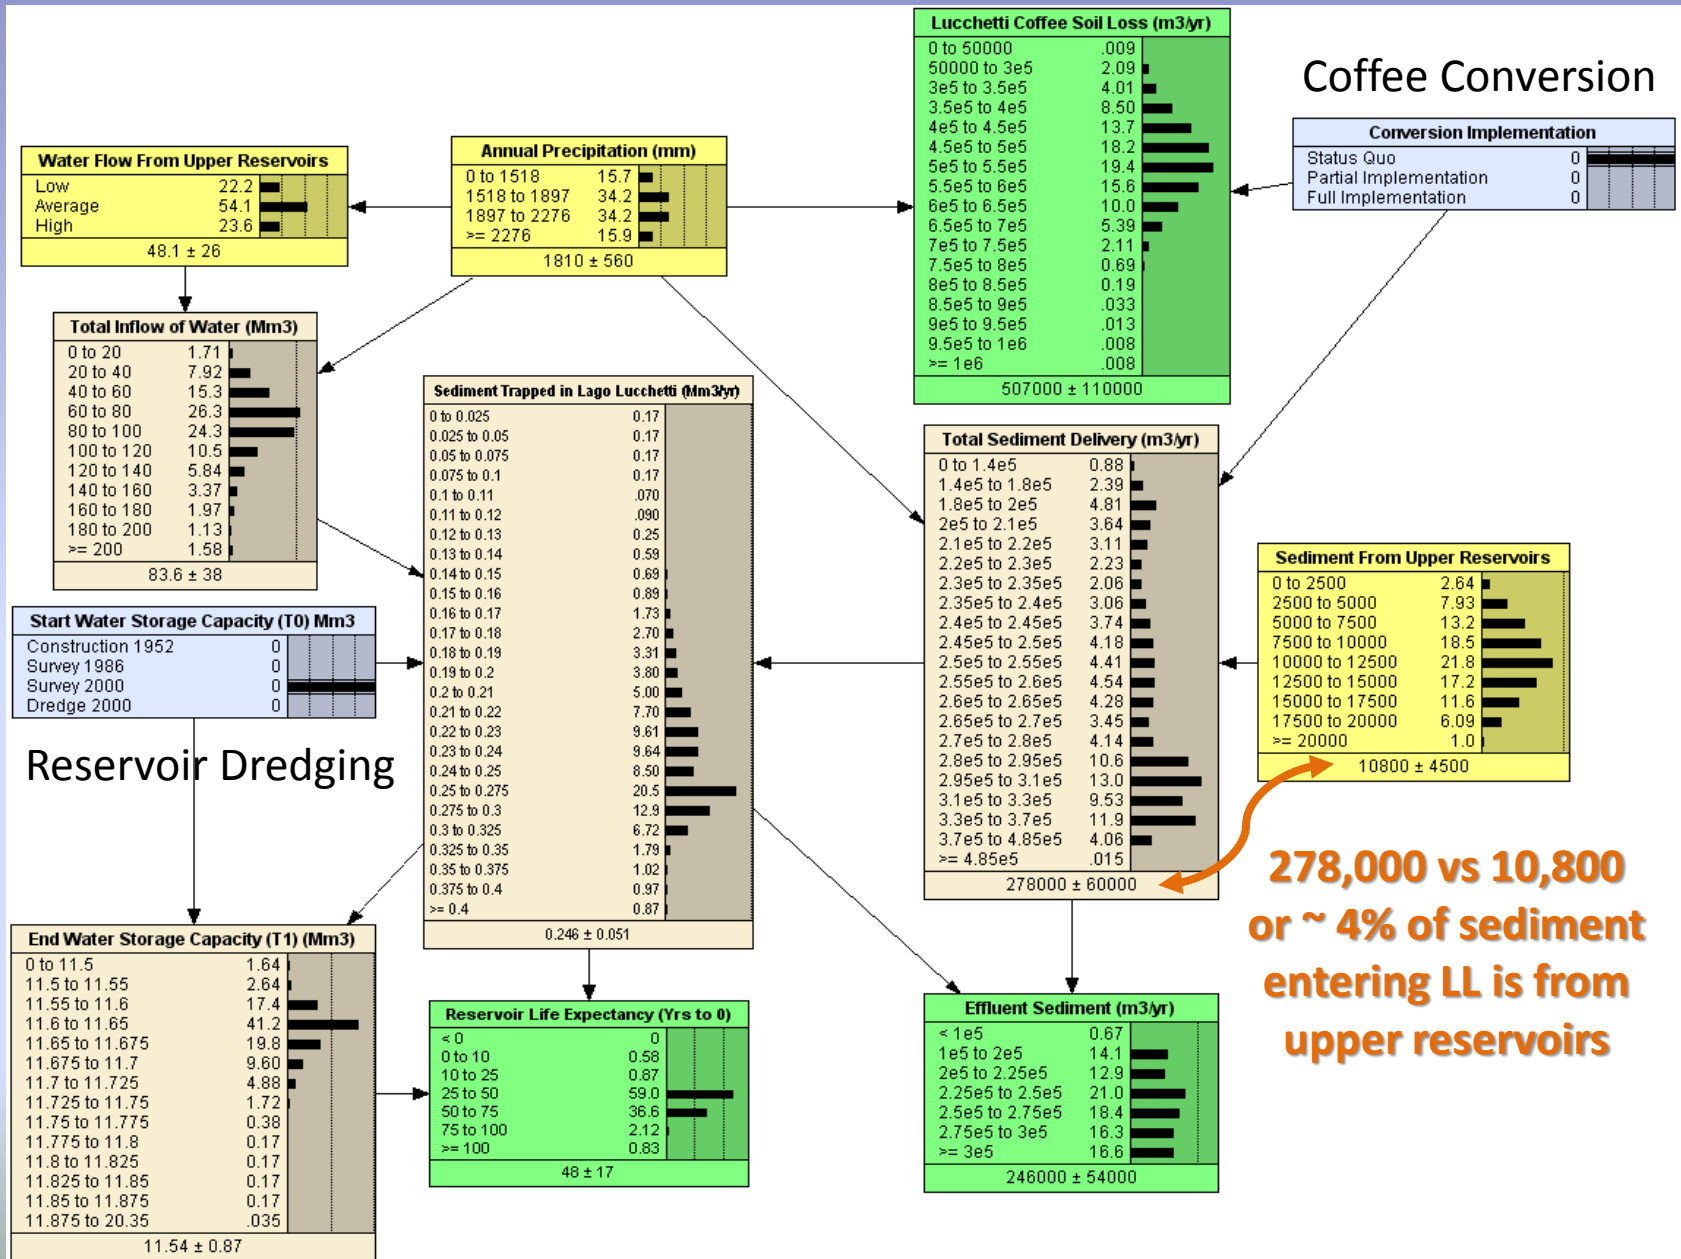 Lucchetti Coffee Soil Loss (m3/yr)
0 to 50000 .009
50000 to 3e5 2.09
3e5 to 3.5e5 4.01
3.5e5 to 4e5 8.50
4e5 to 4.5e5 13.7
4.5e5 to 5e5 18.2
5e5 to 5.5e5 19.4
5.5e5 to 6e5 15.6
6e5 to 6.5e5 10.0
6.5e5 to 7e5 5.39
7e5 to 7.5e5 2.11
7.5e5 to 8e5 0.69
8e5 to 8.5e5 0.19
8.5e5 to 9e5 .033
9e5 to 9.5e5 .013
9.5e5 to 1e6 .008
>= 1e6 .008
507000 ± 110000
Coffee Conversion
Conversion Implementation
Status Quo 0
Partial Implementation 0
Full Implementation 0
Water Flow From Upper Reservoirs
Low 22.2
Average 54.1
High 23.6
48.1 ± 26
Annual Precipitation (mm)
0 to 1518 15.7
1518 to 1897 34.2
1897 to 2276 34.2
>= 2276 15.9
1810 ± 560
Total Inflow of Water (Mm3)
0 to 20 1.71
20 to 40 7.92
40 to 60 15.3
60 to 80 26.3
80 to 100 24.3
100 to 120 10.5
120 to 140 5.84
140 to 160 3.37
160 to 180 1.97
180 to 200 1.13
>= 200 1.58
83.6 ± 38
Sediment Trapped in Lago Lucchetti (Mm3/yr)
0 to 0.025 0.17
0.025 to 0.05 0.17
0.05 to 0.075 0.17
0.075 to 0.1 0.17
0.1 to 0.11 .070
0.11 to 0.12 .090
0.12 to 0.13 0.25
0.13 to 0.14 0.59
0.14 to 0.15 0.69
0.15 to 0.16 0.89
0.16 to 0.17 1.73
0.17 to 0.18 2.70
0.18 to 0.19 3.31
0.19 to 0.2 3.80
0.2 to 0.21 5.00
0.21 to 0.22 7.70
0.22 to 0.23 9.61
0.23 to 0.24 9.64
0.24 to 0.25 8.50
0.25 to 0.275 20.5
0.275 to 0.3 12.9
0.3 to 0.325 6.72
0.325 to 0.35 1.79
0.35 to 0.375 1.02
0.375 to 0.4 0.97
>= 0.4 0.87
0.246 ± 0.051
Total Sediment Delivery (m3/yr)
0 to 1.4e5 0.88
1.4e5 to 1.8e5 2.39
1.8e5 to 2e5 4.81
2e5 to 2.1e5 3.64
2.1e5 to 2.2e5 3.11
2.2e5 to 2.3e5 2.23
2.3e5 to 2.35e5 2.06
2.35e5 to 2.4e5 3.06
2.4e5 to 2.45e5 3.74
2.45e5 to 2.5e5 4.18
2.5e5 to 2.55e5 4.41
2.55e5 to 2.6e5 4.54
2.6e5 to 2.65e5 4.28
2.65e5 to 2.7e5 3.45
2.7e5 to 2.8e5 4.14
2.8e5 to 2.95e5 10.6
2.95e5 to 3.1e5 13.0
3.1e5 to 3.3e5 9.53
3.3e5 to 3.7e5 11.9
3.7e5 to 4.85e5 4.06
>= 4.85e5 .015
278000 ± 60000
Sediment From Upper Reservoirs
0 to 2500 2.64
2500 to 5000 7.93
5000 to 7500 13.2
7500 to 10000 18.5
10000 to 12500 21.8
12500 to 15000 17.2
15000 to 17500 11.6
17500 to 20000 6.09
>= 20000 1.0
10800 ± 4500
Start Water Storage Capacity (T0) Mm3
Construction 1952 0
Survey 1986 0
Survey 2000 0
Dredge 2000 0
Reservoir Dredging
278,000 vs 10,800
or ~ 4% of sediment
entering LL is from
upper reservoirs
End Water Storage Capacity (T1) (Mm3)
0 to 11.5 1.64
11.5 to 11.55 2.64
11.55 to 11.6 17.4
11.6 to 11.65 41.2
11.65 to 11.675 19.8
11.675 to 11.7 9.60
11.7 to 11.725 4.88
11.725 to 11.75 1.72
11.75 to 11.775 0.38
11.775 to 11.8 0.17
11.8 to 11.825 0.17
11.825 to 11.85 0.17
11.85 to 11.875 0.17
11.875 to 20.35 .035
11.54 ± 0.87
Reservoir Life Expectancy (Yrs to 0)
< 0 0
0 to 10 0.58
10 to 25 0.87
25 to 50 59.0
50 to 75 36.6
75 to 100 2.12
>= 100 0.83
48 ± 17
Effluent Sediment (m3/yr)
< 1e5 0.67
1e5 to 2e5 14.1
2e5 to 2.25e5 12.9
2.25e5 to 2.5e5 21.0
2.5e5 to 2.75e5 18.4
2.75e5 to 3e5 16.3
>= 3e5 16.6
246000 ± 54000